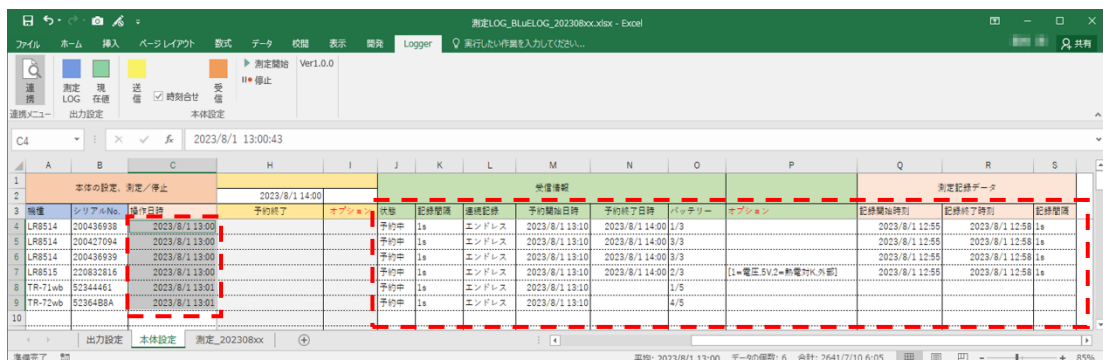 測定LOG_BLuELOG_202308xx.xlsx - Excel
ファイル ホーム 挿入 ページレイアウト 数式 データ 校閲 表示 開発 Logger 実行したい作業を入力してください... 共有
連携 測定LOG 現在値 送信 時刻合せ 受信 測定開始 停止 Ver1.0.0
連携メニュー 出力設定 本体設定
C4 fx 2023/8/1 13:00:43
A B C H I J K L M N O P Q R S
1 本体の設定、測定/停止 受信情報 測定記録データ
2 2023/8/1 14:00
3 機種 シリアルNo. 操作日時 予約終了 オプション 状態 記録間隔 連続記録 予約開始日時 予約終了日時 バッテリー オプション 記録開始時刻 記録終了時刻 記録間隔
4 LR8514 200436938 2023/8/1 13:00 予約中 1s エンドレス 2023/8/1 13:10 2023/8/1 14:00 1/3 2023/8/1 12:55 2023/8/1 12:58 1s
5 LR8514 200427094 2023/8/1 13:00 予約中 1s エンドレス 2023/8/1 13:10 2023/8/1 14:00 3/3 2023/8/1 12:55 2023/8/1 12:58 1s
6 LR8514 200436939 2023/8/1 13:00 予約中 1s エンドレス 2023/8/1 13:10 2023/8/1 14:00 3/3 2023/8/1 12:55 2023/8/1 12:58 1s
7 LR8515 220832816 2023/8/1 13:00 予約中 1s エンドレス 2023/8/1 13:10 2023/8/1 14:00 2/3 [1=電圧,5V,2=熱電対K,外部] 2023/8/1 12:55 2023/8/1 12:58 1s
8 TR-71wb 52344461 2023/8/1 13:01 予約中 1s エンドレス 2023/8/1 13:10 1/5
9 TR-72wb 52364B8A 2023/8/1 13:01 予約中 1s エンドレス 2023/8/1 13:10 4/5
10
出力設定 本体設定 測定_202308xx
準備完了 平均: 2023/8/1 13:00 データの個数: 6 合計: 2641/7/10 6:05 85%